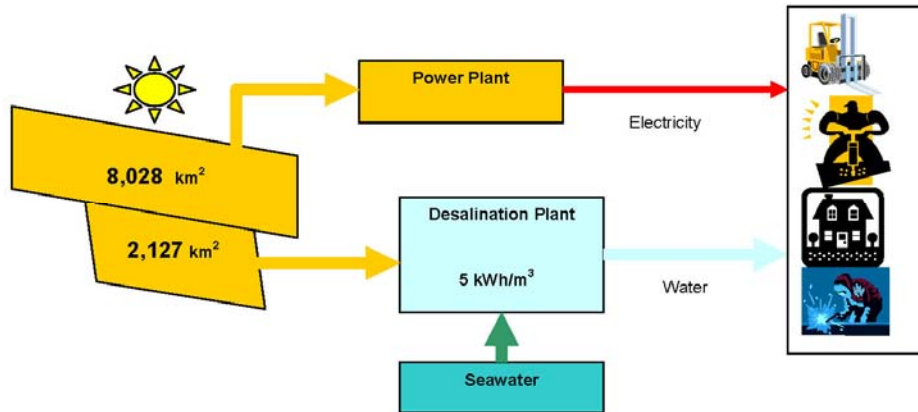 Power Plant
Electricity
8,028 km²
2,127 km²
Desalination Plant
5 kWh/m³
Water
Seawater